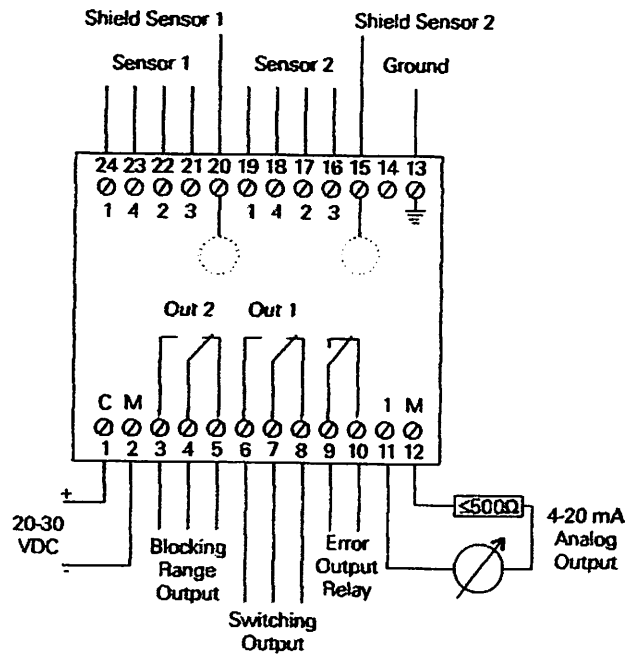 Shield Sensor 1
Shield Sensor 2
Sensor 1
Sensor 2
Ground
24 23 22 21 20 19 18 17 16 15 14 13
1 4 2 3 1 4 2 3
Out 2 Out 1
C M 1 M
1 2 3 4 5 6 7 8 9 10 11 12
+
20-30
VDC
-
Blocking
Range
Output
Switching
Output
Error
Output
Relay
≤500Ω
4-20 mA
Analog
Output